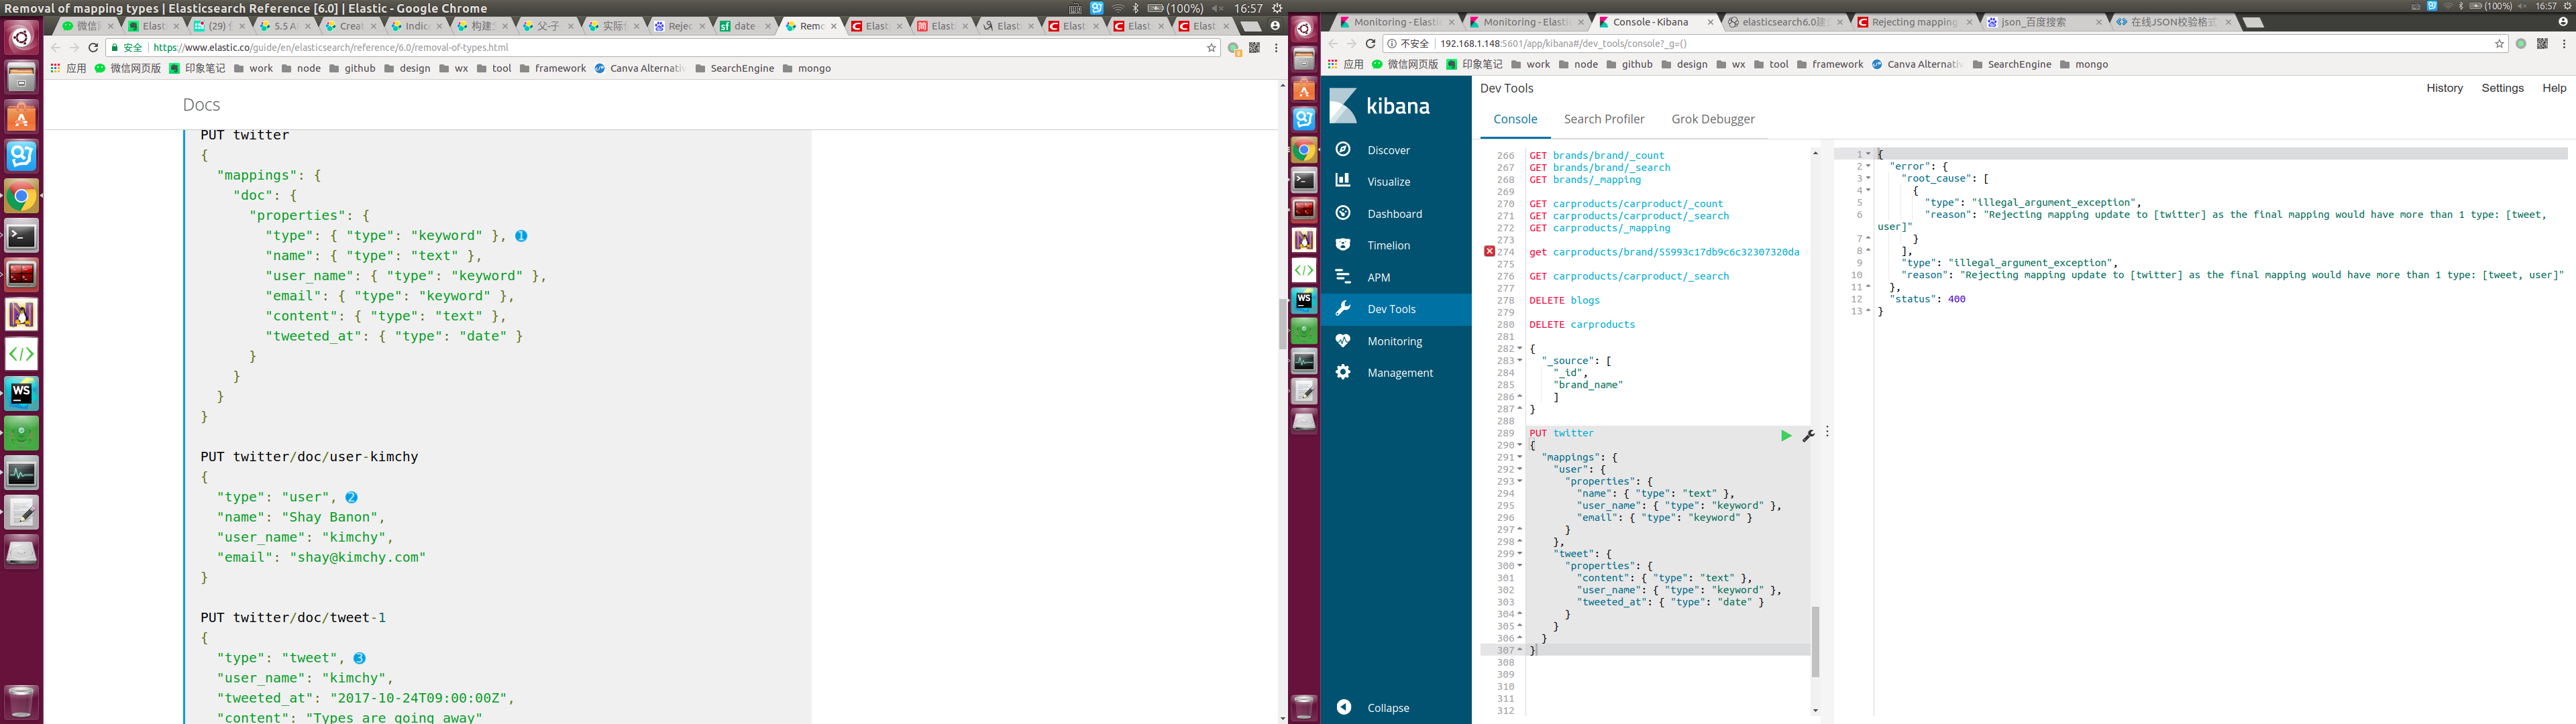 Removal of mapping types | Elasticsearch Reference [6.0] | Elastic - Google Chrome
(100%) 16:57
微信 Elasti (29) 5.5 A Creat Indice 构建 父-子 实际 Rejec date Remo Elast Elasti Elasti Elasti Elasti Elasti
安全 https://www.elastic.co/guide/en/elasticsearch/reference/6.0/removal-of-types.html
应用 微信网页版 印象笔记 work node github design wx tool framework Canva Alternativ SearchEngine mongo
Docs
PUT twitter
{
"mappings": {
"doc": {
"properties": {
"type": { "type": "keyword" }, 1
"name": { "type": "text" },
"user_name": { "type": "keyword" },
"email": { "type": "keyword" },
"content": { "type": "text" },
"tweeted_at": { "type": "date" }
}
}
}
}
PUT twitter/doc/user-kimchy
{
"type": "user", 2
"name": "Shay Banon",
"user_name": "kimchy",
"email": "shay@kimchy.com"
}
PUT twitter/doc/tweet-1
{
"type": "tweet", 3
"user_name": "kimchy",
"tweeted_at": "2017-10-24T09:00:00Z",
"content": "Types are going away"
(100%) 16:57
Monitoring - Elastic Monitoring - Elastic Console - Kibana elasticsearch6.0建 Rejecting mapping json_百度搜索 在线JSON校验格式
不安全 192.168.1.148:5601/app/kibana#/dev_tools/console?_g=()
应用 微信网页版 印象笔记 work node github design wx tool framework Canva Alternativ SearchEngine mongo
kibana
Discover
Visualize
Dashboard
Timelion
APM
Dev Tools
Monitoring
Management
Collapse
Dev Tools
History Settings Help
Console Search Profiler Grok Debugger
266 GET brands/brand/_count
267 GET brands/brand/_search
268 GET brands/_mapping
269
270 GET carproducts/carproduct/_count
271 GET carproducts/carproduct/_search
272 GET carproducts/_mapping
273
274 get carproducts/brand/55993c17db9c6c32307320da
275
276 GET carproducts/carproduct/_search
277
278 DELETE blogs
279
280 DELETE carproducts
281
282 {
283 "_source": [
284 "_id",
285 "brand_name"
286 ]
287 }
288
289 PUT twitter
290 {
291 "mappings": {
292 "user": {
293 "properties": {
294 "name": { "type": "text" },
295 "user_name": { "type": "keyword" },
296 "email": { "type": "keyword" }
297 }
298 },
299 "tweet": {
300 "properties": {
301 "content": { "type": "text" },
302 "user_name": { "type": "keyword" },
303 "tweeted_at": { "type": "date" }
304 }
305 }
306 }
307 }
308
309
310
311
312
1 {
2 "error": {
3 "root_cause": [
4 {
5 "type": "illegal_argument_exception",
6 "reason": "Rejecting mapping update to [twitter] as the final mapping would have more than 1 type: [tweet,
user]"
7 }
8 ],
9 "type": "illegal_argument_exception",
10 "reason": "Rejecting mapping update to [twitter] as the final mapping would have more than 1 type: [tweet, user]"
11 },
12 "status": 400
13 }